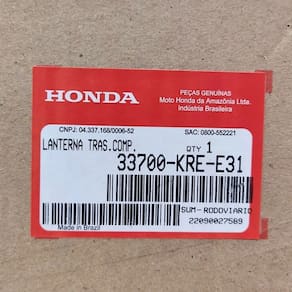 HONDA
PEÇAS GENUÍNAS
Moto Honda da Amazônia Ltda.
Indústria Brasileira
CNPJ: 04.337.168/0006-52
SAC: 0800-552221
LANTERNA TRAS.COMP.
QTY 1
33700-KRE-E31
SUM-RODOVIARIO
22090027589
Made in Brazil